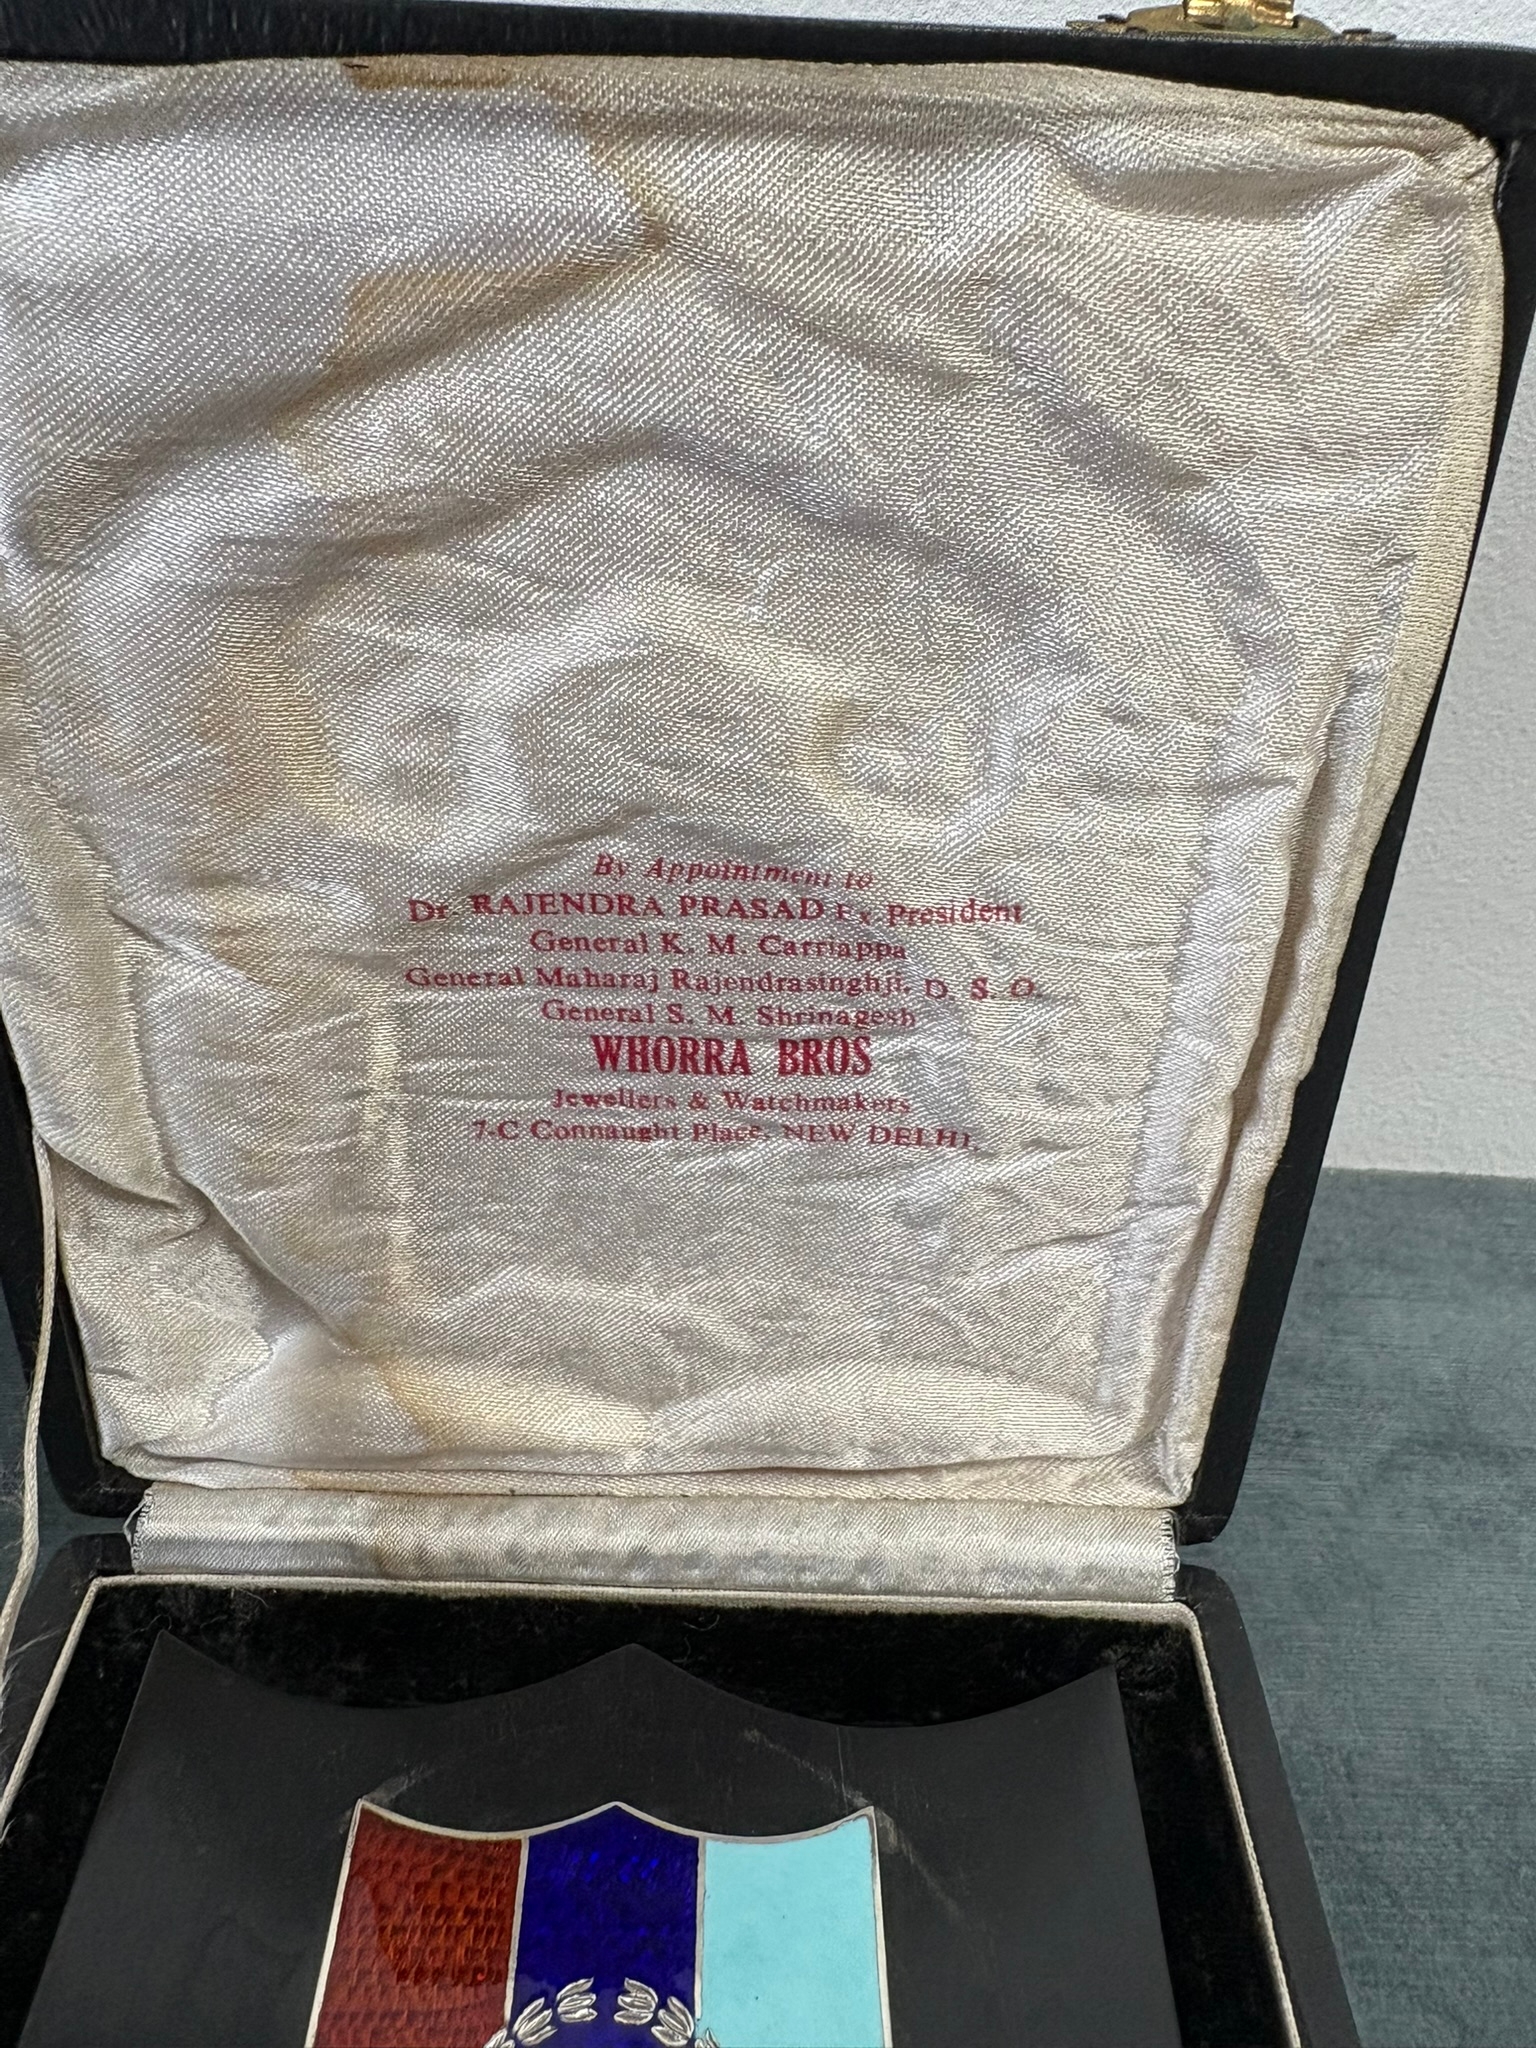 By Appointment to
Dr. RAJENDRA PRASAD Ex President
General K. M. Carriappa
General Maharaj Rajendrasinghji, D. S. O.
General S. M. Shrinagesh
WHORRA BROS
Jewellers & Watchmakers
7-C Connaught Place, NEW DELHI.